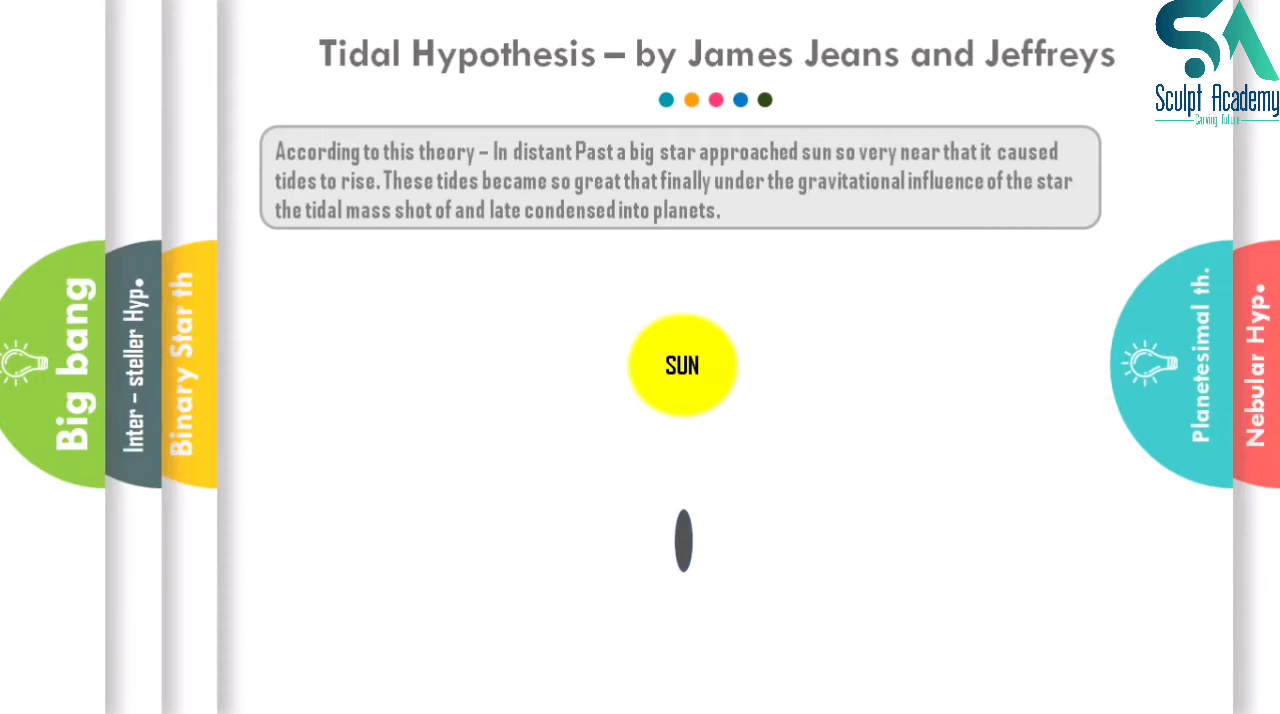 Tidal Hypothesis – by James Jeans and Jeffreys
Sculpt Academy
Carving Future
According to this theory – In distant Past a big star approached sun so very near that it caused
tides to rise. These tides became so great that finally under the gravitational influence of the star
the tidal mass shot of and late condensed into planets.
Big bang
Inter – steller Hyp.
Binary Star th
SUN
Planetesimal th.
Nebular Hyp.